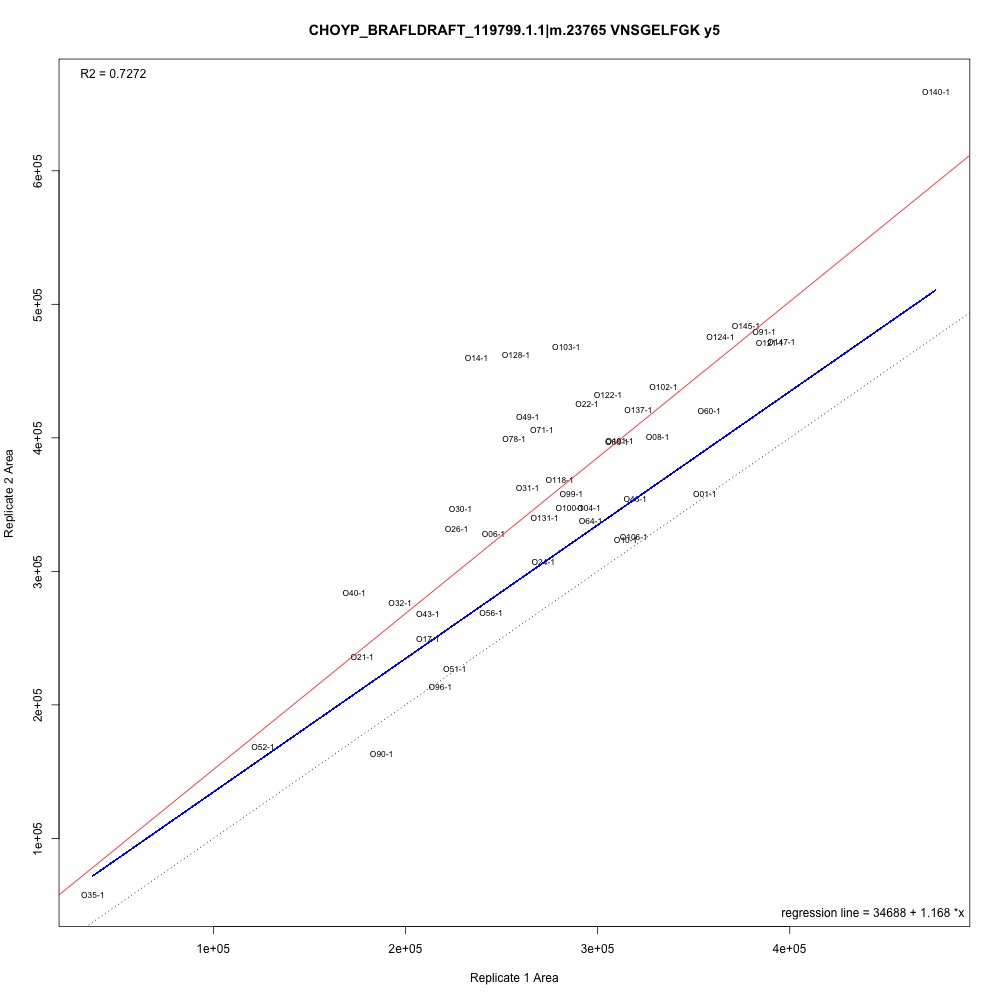 CHOYP_BRAFLDRAFT_119799.1.1|m.23765 VNSGELFGK y5
R2 = 0.7272
O140-1
6e+05
5e+05
O145-1
O91-1
O124-1
O147-1
O103-1
O128-1
O14-1
O102-1
O122-1
O22-1
O137-1
O60-1
O49-1
O71-1
4e+05
O78-1
O08-1
O118-1
O31-1
O99-1
O01-1
O30-1
O100-1
O04-1
O131-1
O64-1
O26-1
O06-1
O106-1
O24-1
3e+05
O40-1
O32-1
O43-1
O56-1
O17-1
O21-1
O51-1
O96-1
2e+05
O52-1
O90-1
1e+05
O35-1
regression line = 34688 + 1.168 *x
1e+05 2e+05 3e+05 4e+05
Replicate 1 Area
Replicate 2 Area